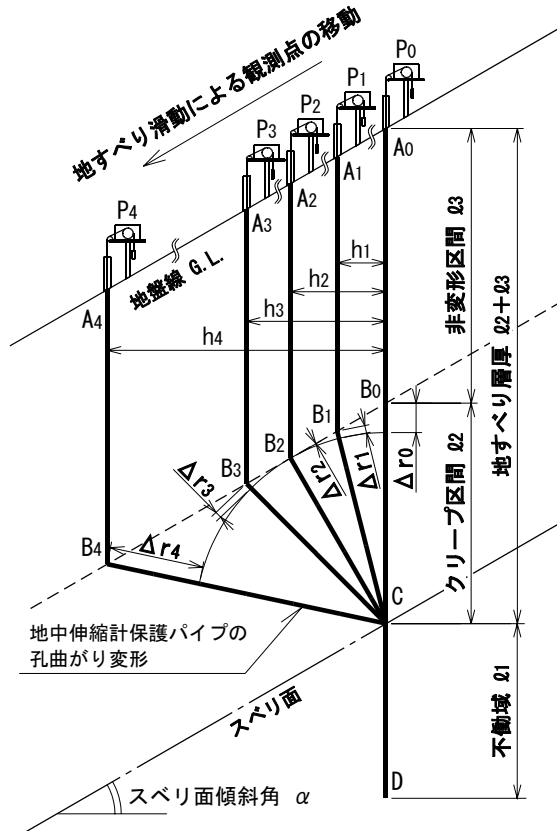 地すべり滑動による観測点の移動
P0
P1
P2
P3
P4
A0
A1
A2
A3
A4
地盤線 G.L.
h1
h2
h3
h4
B0
B1
B2
B3
B4
Δr0
Δr1
Δr2
Δr3
Δr4
非変形区間 ℓ3
地すべり層厚 ℓ2+ℓ3
クリープ区間 ℓ2
不働域 ℓ1
C
D
地中伸縮計保護パイプの
孔曲がり変形
スベリ面
スベリ面傾斜角 α